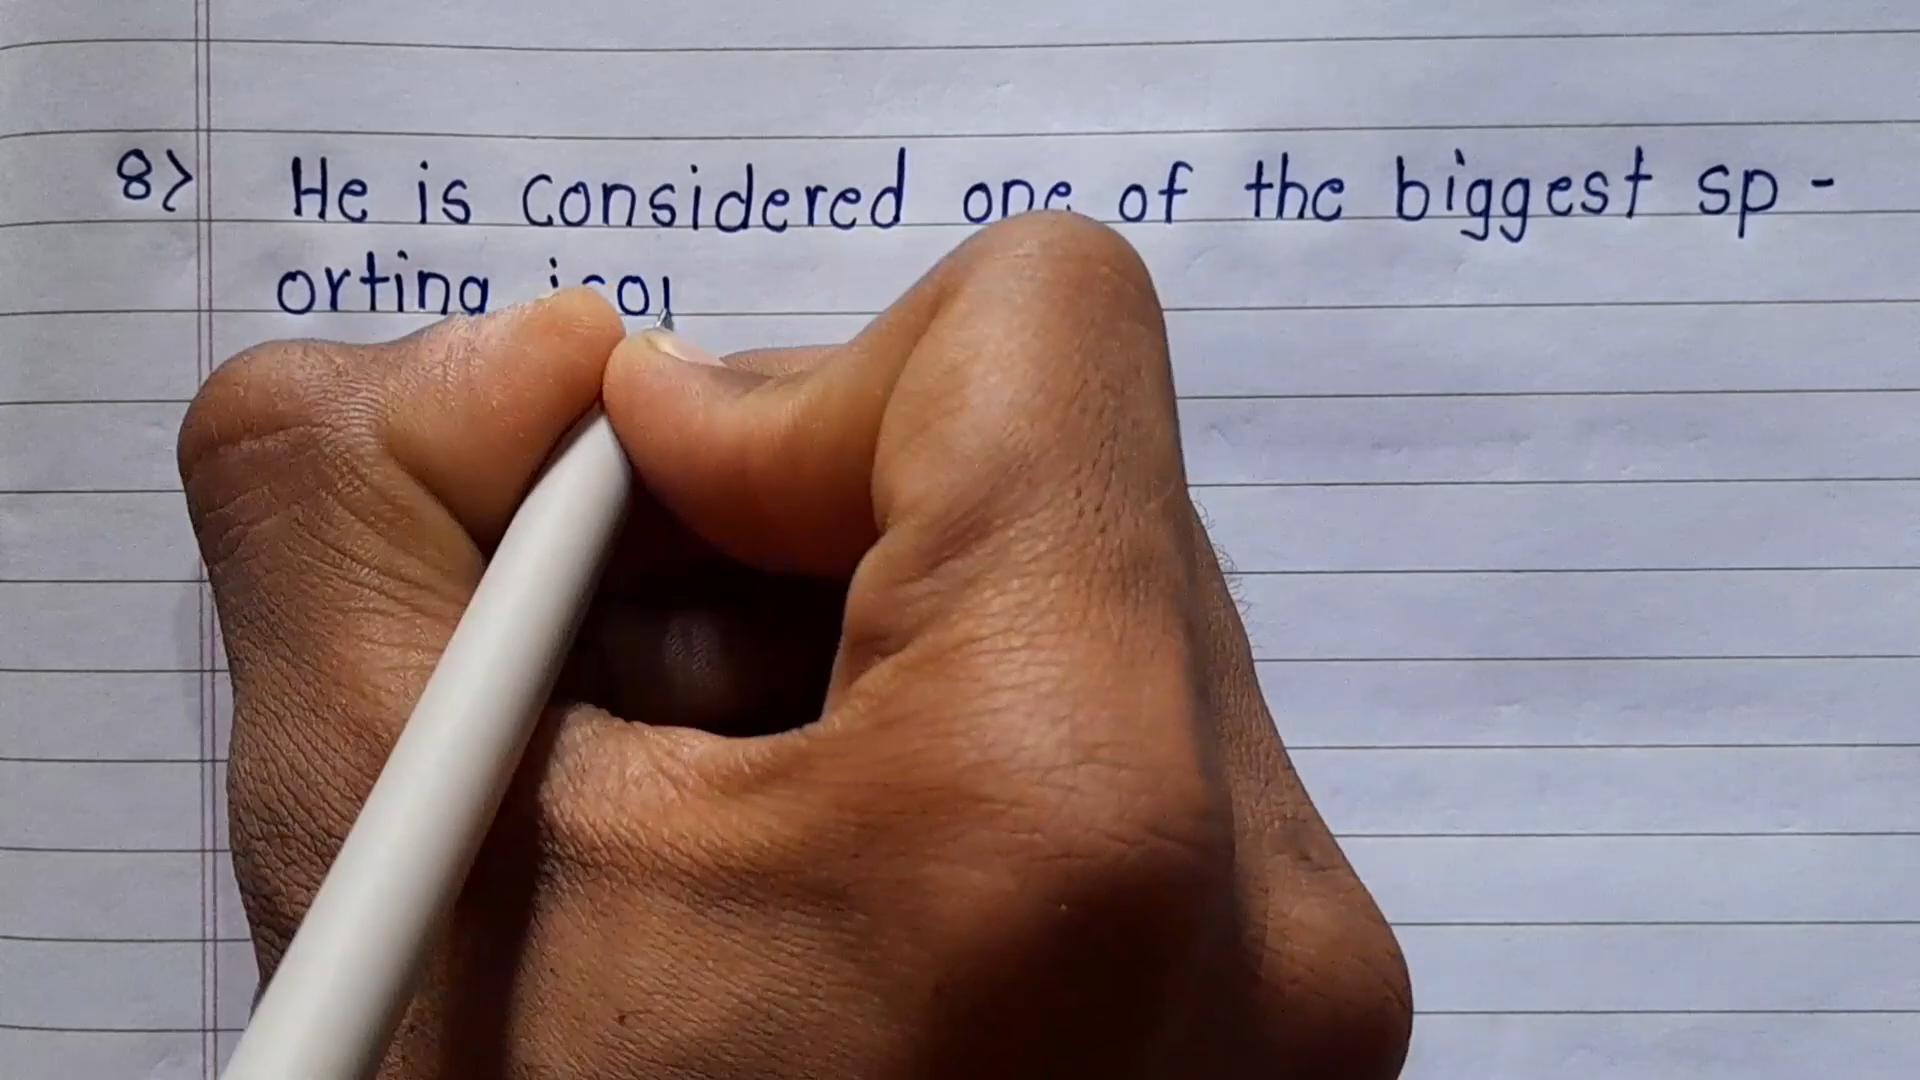 8> He is considered one of the biggest sp-
orting